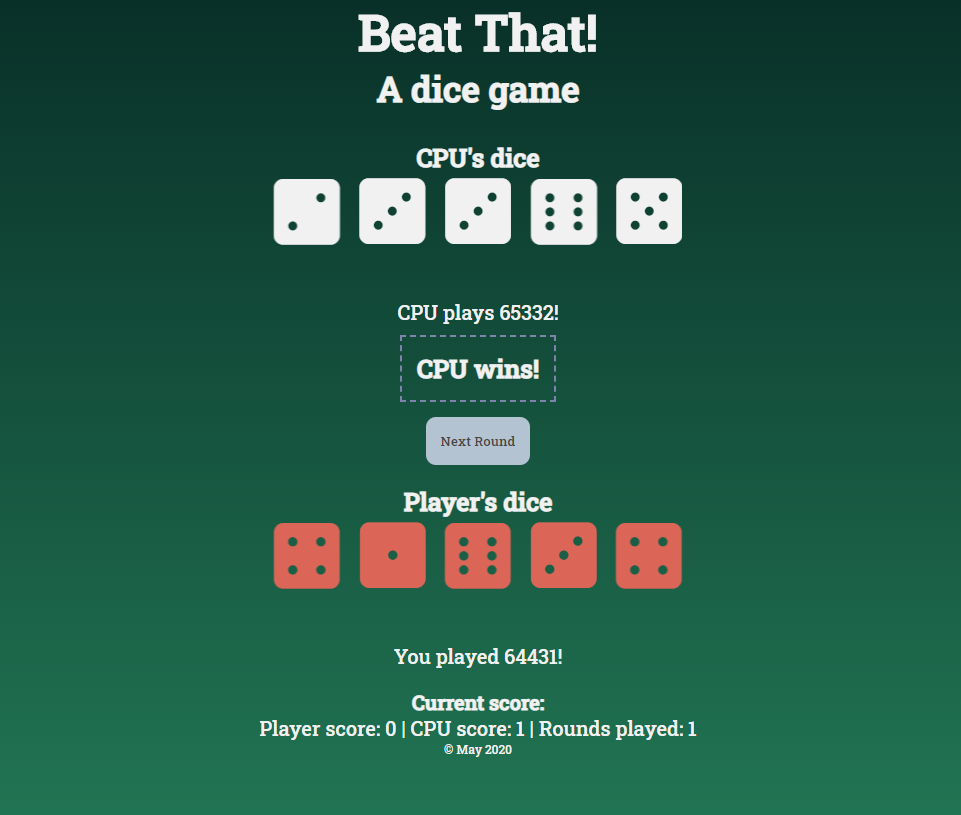 Beat That!
A dice game
CPU's dice
CPU plays 65332!
CPU wins!
Next Round
Player's dice
You played 64431!
Current score:
Player score: 0 | CPU score: 1 | Rounds played: 1
© May 2020